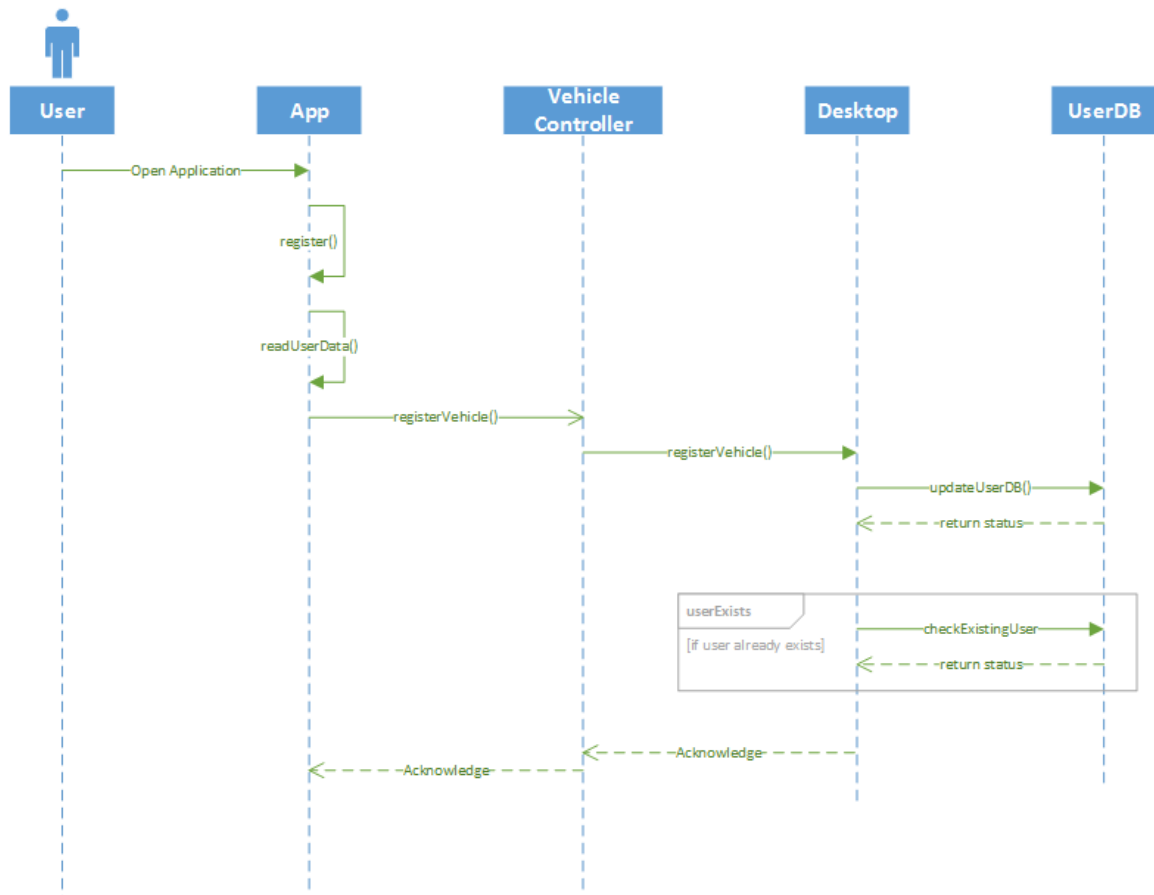 User
App
Vehicle
Controller
Desktop
UserDB
Open Application
register()
readUserData()
registerVehicle()
registerVehicle()
updateUserDB()
return status
userExists
checkExistingUser
[if user already exists]
return status
Acknowledge
Acknowledge